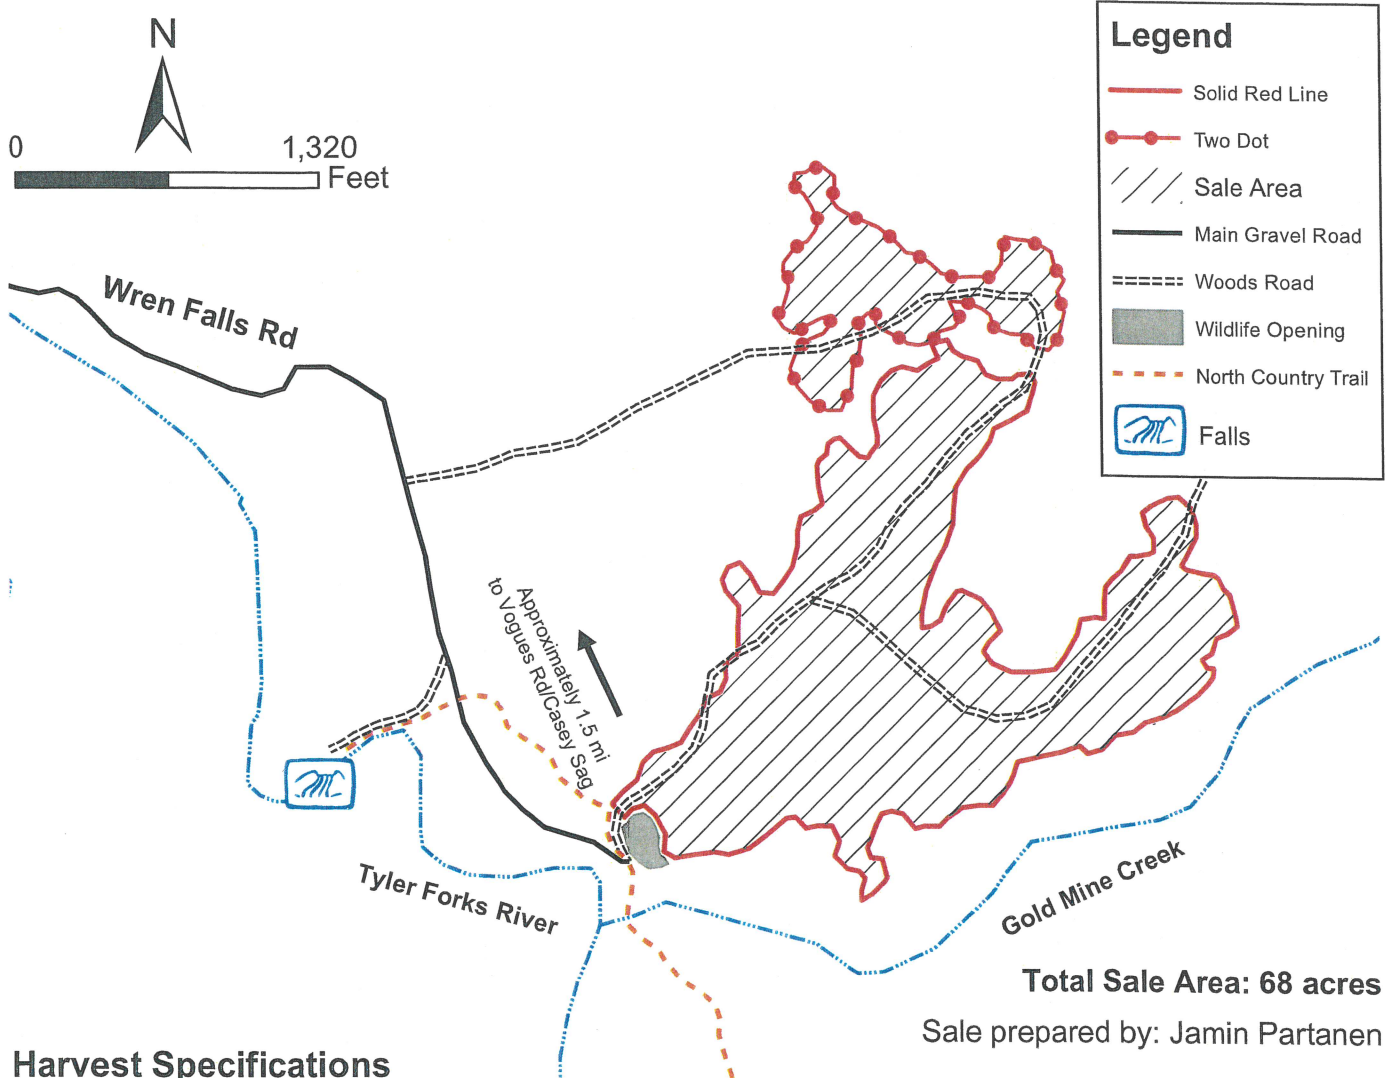 N
0 1,320
Feet
Legend
Solid Red Line
Two Dot
Sale Area
Main Gravel Road
Woods Road
Wildlife Opening
North Country Trail
Falls
Wren Falls Rd
Approximately 1.5 mi
to Vogues Rd/Casey Sag
Tyler Forks River
Gold Mine Creek
Total Sale Area: 68 acres
Sale prepared by: Jamin Partanen
Harvest Specifications